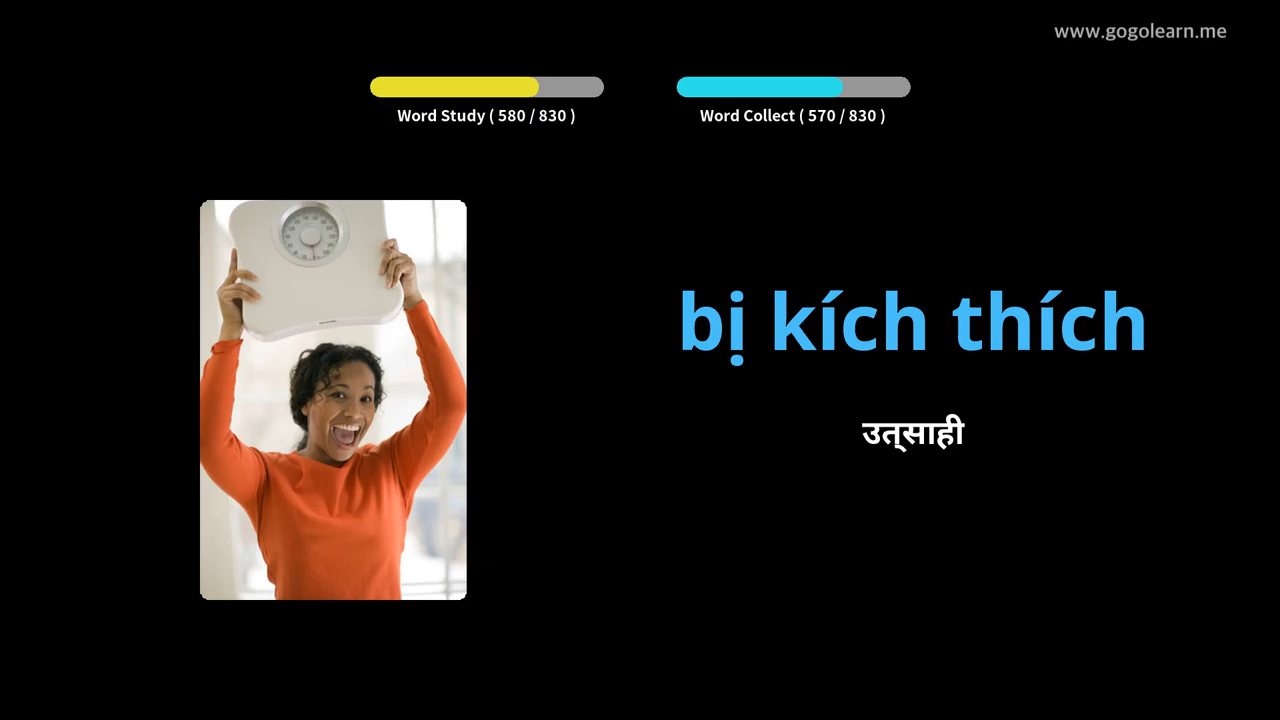 www.gogolearn.me
Word Study ( 580 / 830 )
Word Collect ( 570 / 830 )
bị kích thích
उत्साही